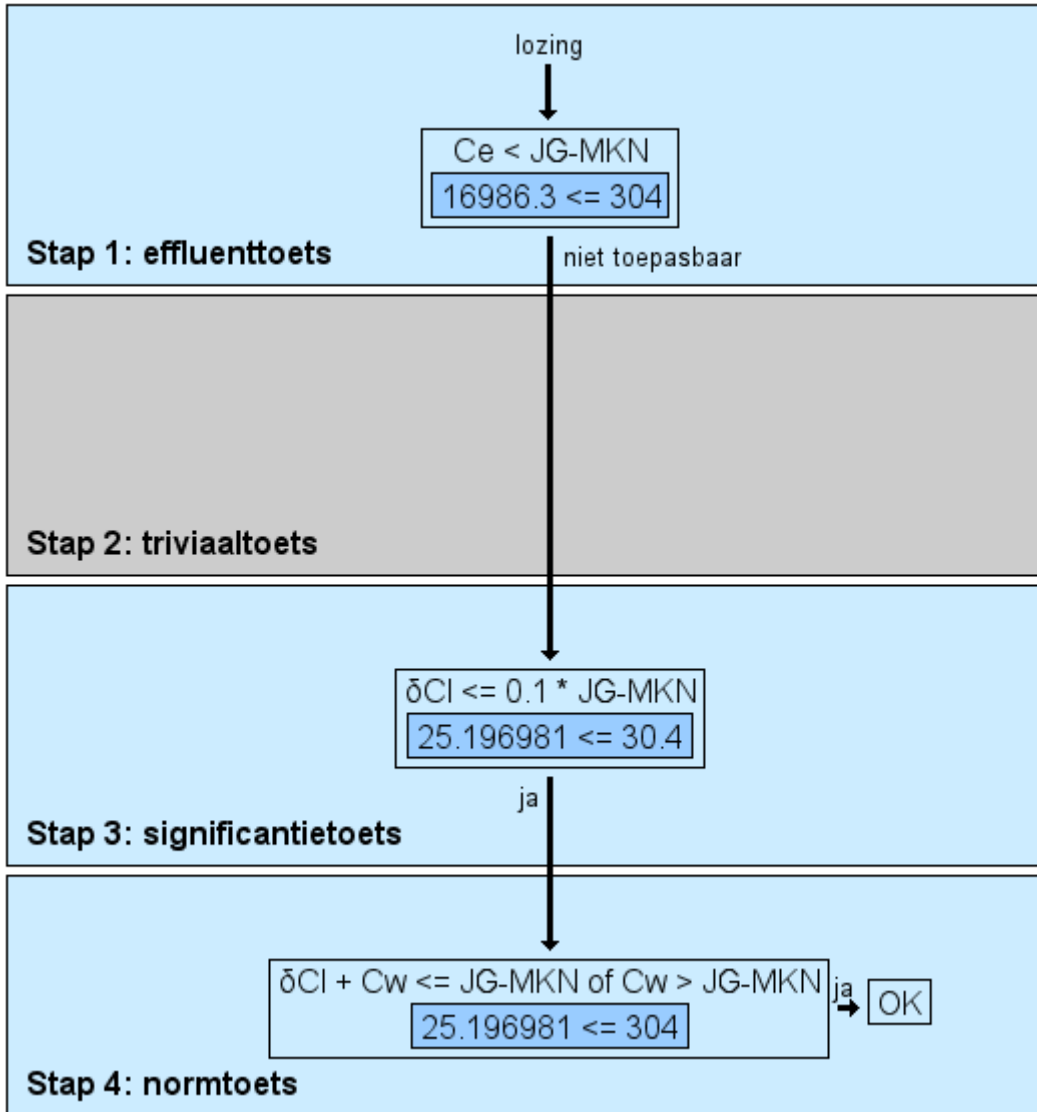 lozing
Ce < JG-MKN
16986.3 <= 304
Stap 1: effluenttoets
niet toepasbaar
Stap 2: triviaaltoets
δCl <= 0.1 * JG-MKN
25.196981 <= 30.4
ja
Stap 3: significantietoets
δCl + Cw <= JG-MKN of Cw > JG-MKN
25.196981 <= 304
ja
OK
Stap 4: normtoets